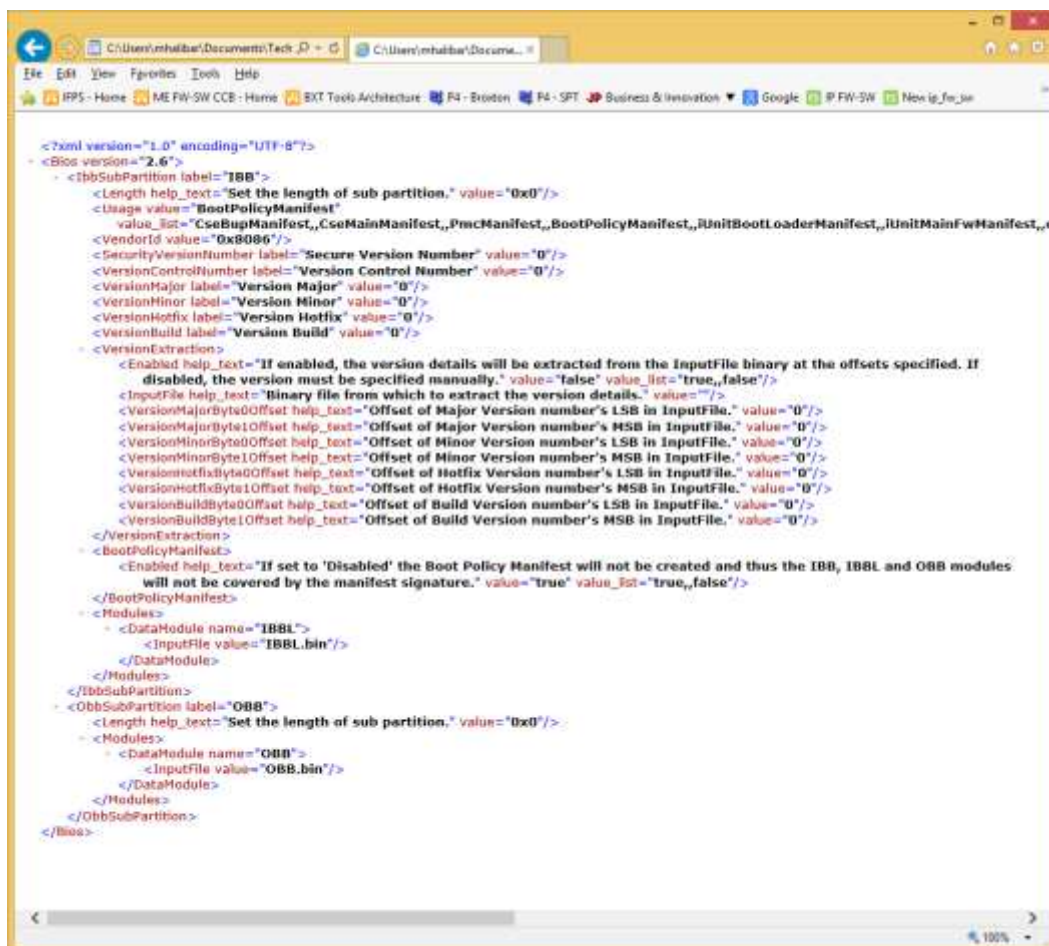 C:\Users\mhalibar\Documents\Tech
C:\Users\mhalibar\Docume...
File Edit View Favorites Tools Help
IFPS - Home ME FW-SW CCB - Home BXT Tools Architecture P4 - Broxton P4 - SPT Business & Innovation Google IP FW-SW New ip_fw_sw
<?xml version="1.0" encoding="UTF-8"?>
- <Bios version="2.6">
- <IbbSubPartition label="IBB">
<Length help_text="Set the length of sub partition." value="0x0"/>
<Usage value="BootPolicyManifest"
value_list="CseBupManifest,,CseMainManifest,,PmcManifest,,BootPolicyManifest,,iUnitBootLoaderManifest,,iUnitMainFwManifest,,
<VendorId value="0x8086"/>
<SecurityVersionNumber label="Secure Version Number" value="0"/>
<VersionControlNumber label="Version Control Number" value="0"/>
<VersionMajor label="Version Major" value="0"/>
<VersionMinor label="Version Minor" value="0"/>
<VersionHotfix label="Version Hotfix" value="0"/>
<VersionBuild label="Version Build" value="0"/>
- <VersionExtraction>
<Enabled help_text="If enabled, the version details will be extracted from the InputFile binary at the offsets specified. If
disabled, the version must be specified manually." value="false" value_list="true,,false"/>
<InputFile help_text="Binary file from which to extract the version details." value=""/>
<VersionMajorByte0Offset help_text="Offset of Major Version number's LSB in InputFile." value="0"/>
<VersionMajorByte1Offset help_text="Offset of Major Version number's MSB in InputFile." value="0"/>
<VersionMinorByte0Offset help_text="Offset of Minor Version number's LSB in InputFile." value="0"/>
<VersionMinorByte1Offset help_text="Offset of Minor Version number's MSB in InputFile." value="0"/>
<VersionHotfixByte0Offset help_text="Offset of Hotfix Version number's LSB in InputFile." value="0"/>
<VersionHotfixByte1Offset help_text="Offset of Hotfix Version number's MSB in InputFile." value="0"/>
<VersionBuildByte0Offset help_text="Offset of Build Version number's LSB in InputFile." value="0"/>
<VersionBuildByte1Offset help_text="Offset of Build Version number's MSB in InputFile." value="0"/>
</VersionExtraction>
- <BootPolicyManifest>
<Enabled help_text="If set to 'Disabled' the Boot Policy Manifest will not be created and thus the IBB, IBBL and OBB modules
will not be covered by the manifest signature." value="true" value_list="true,,false"/>
</BootPolicyManifest>
- <Modules>
- <DataModule name="IBBL">
<InputFile value="IBBL.bin"/>
</DataModule>
</Modules>
</IbbSubPartition>
- <ObbSubPartition label="OBB">
<Length help_text="Set the length of sub partition." value="0x0"/>
- <Modules>
- <DataModule name="OBB">
<InputFile value="OBB.bin"/>
</DataModule>
</Modules>
</ObbSubPartition>
</Bios>
100%